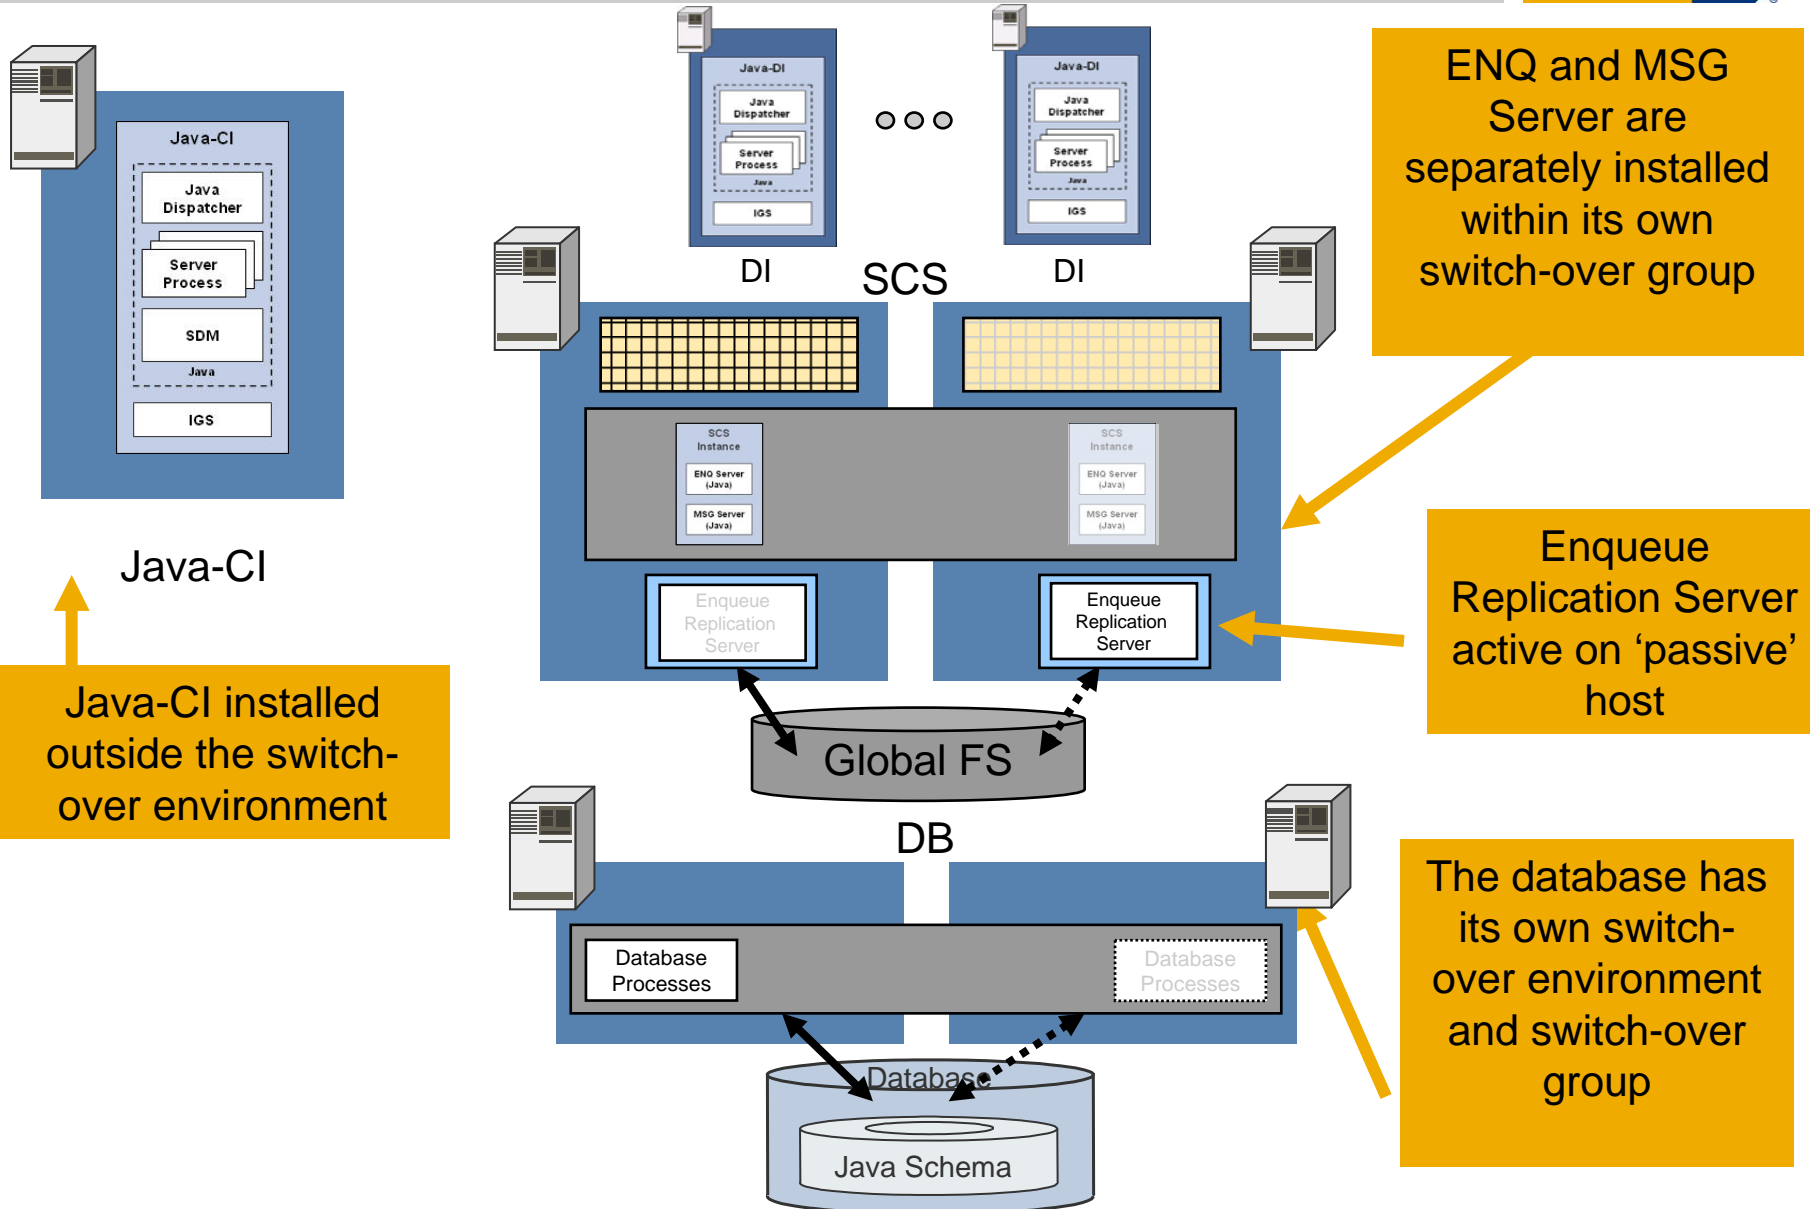 Java-CI
Java
Dispatcher
Server
Process
SDM
Java
IGS
Java-CI
Java-CI installed
outside the switch-
over environment
Java-DI
Java
Dispatcher
Server
Process
Java
IGS
DI
Java-DI
Java
Dispatcher
Server
Process
Java
IGS
DI
SCS
SCS
Instance
ENQ Server
(Java)
MSG Server
(Java)
SCS
Instance
ENQ Server
(Java)
MSG Server
(Java)
Enqueue
Replication
Server
Enqueue
Replication
Server
Global FS
DB
Database
Processes
Database
Processes
Database
Java Schema
ENQ and MSG
Server are
separately installed
within its own
switch-over group
Enqueue
Replication Server
active on ‘passive’
host
The database has
its own switch-
over environment
and switch-over
group